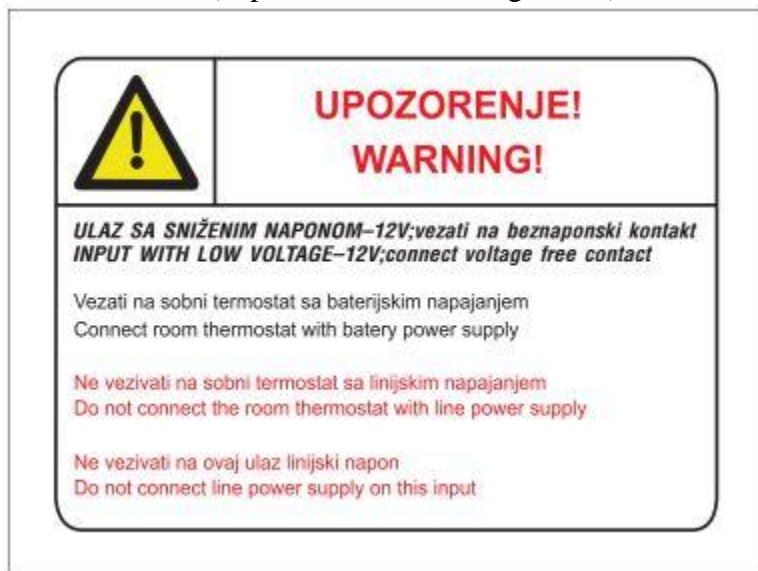 UPOZORENJE!
WARNING!
ULAZ SA SNIŽENIM NAPONOM–12V;vezati na beznaponski kontakt
INPUT WITH LOW VOLTAGE–12V;connect voltage free contact
Vezati na sobni termostat sa baterijskim napajanjem
Connect room thermostat with batery power supply
Ne vezivati na sobni termostat sa linijskim napajanjem
Do not connect the room thermostat with line power supply
Ne vezivati na ovaj ulaz linijski napon
Do not connect line power supply on this input